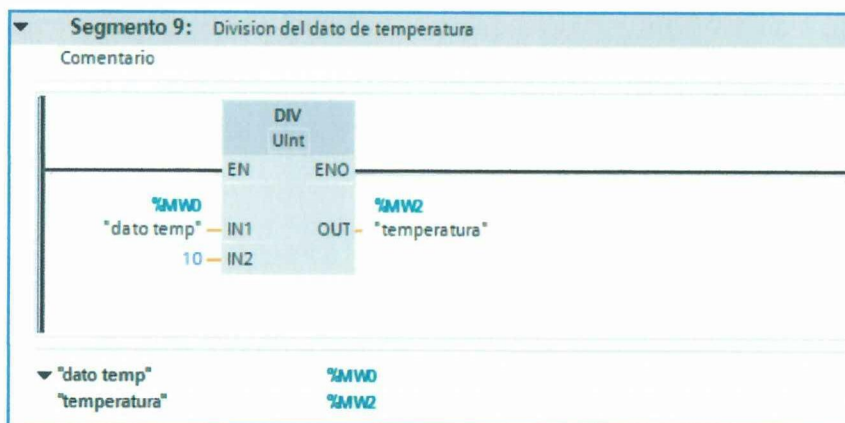 Segmento 9: Division del dato de temperatura
Comentario
DIV
UInt
EN ENO
%MW0 %MW2
"dato temp" IN1 OUT "temperatura"
10 IN2
"dato temp" %MW0
"temperatura" %MW2